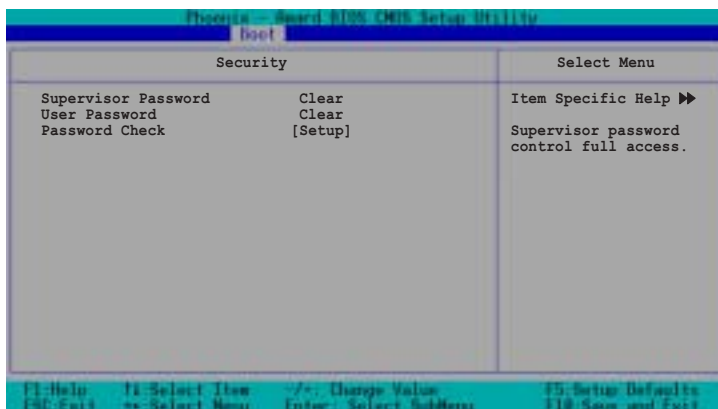 Phoenix - Award BIOS CMOS Setup Utility
Boot
Security
Select Menu
Supervisor Password Clear
User Password Clear
Password Check [Setup]
Item Specific Help
Supervisor password
control full access.
F1:Help ↑↓:Select Item -/+: Change Value F5:Setup Defaults
ESC:Exit ↔:Select Menu Enter: Select SubMenu F10:Save and Exit